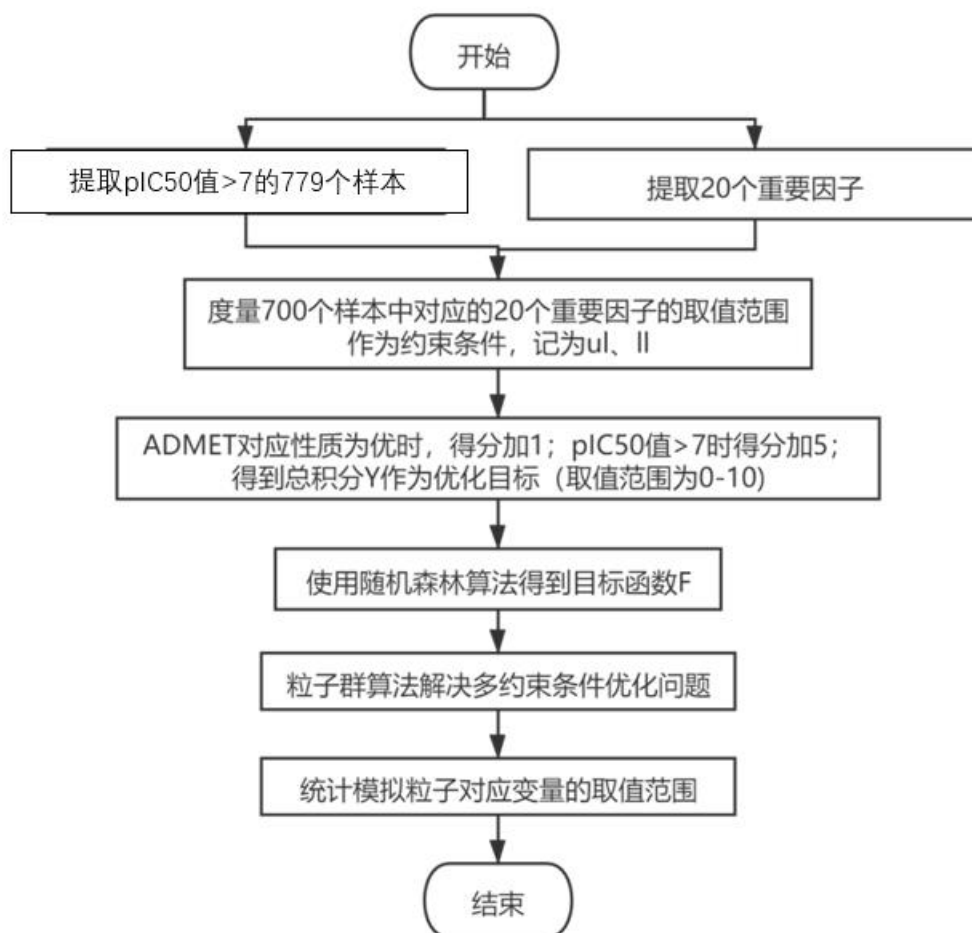 开始
提取pIC50值>7的779个样本
提取20个重要因子
度量700个样本中对应的20个重要因子的取值范围
作为约束条件，记为ul、ll
ADMET对应性质为优时，得分加1；pIC50值>7时得分加5；
得到总积分Y作为优化目标（取值范围为0-10)
使用随机森林算法得到目标函数F
粒子群算法解决多约束条件优化问题
统计模拟粒子对应变量的取值范围
结束